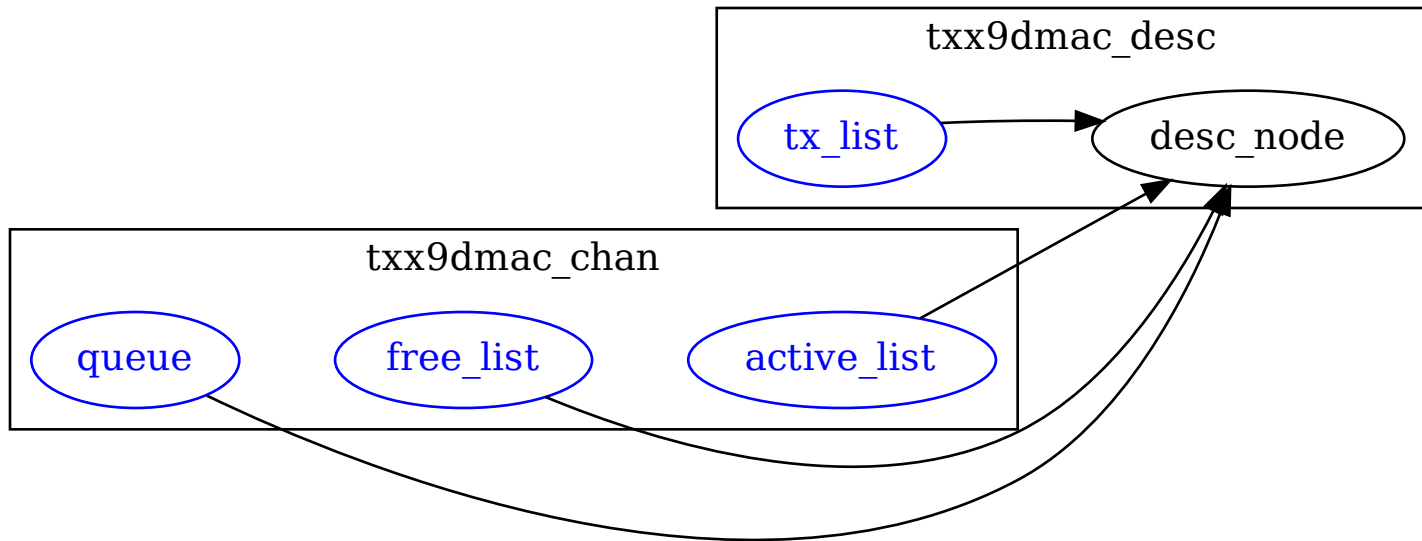 txx9dmac_desc
tx_list
desc_node
txx9dmac_chan
queue
free_list
active_list